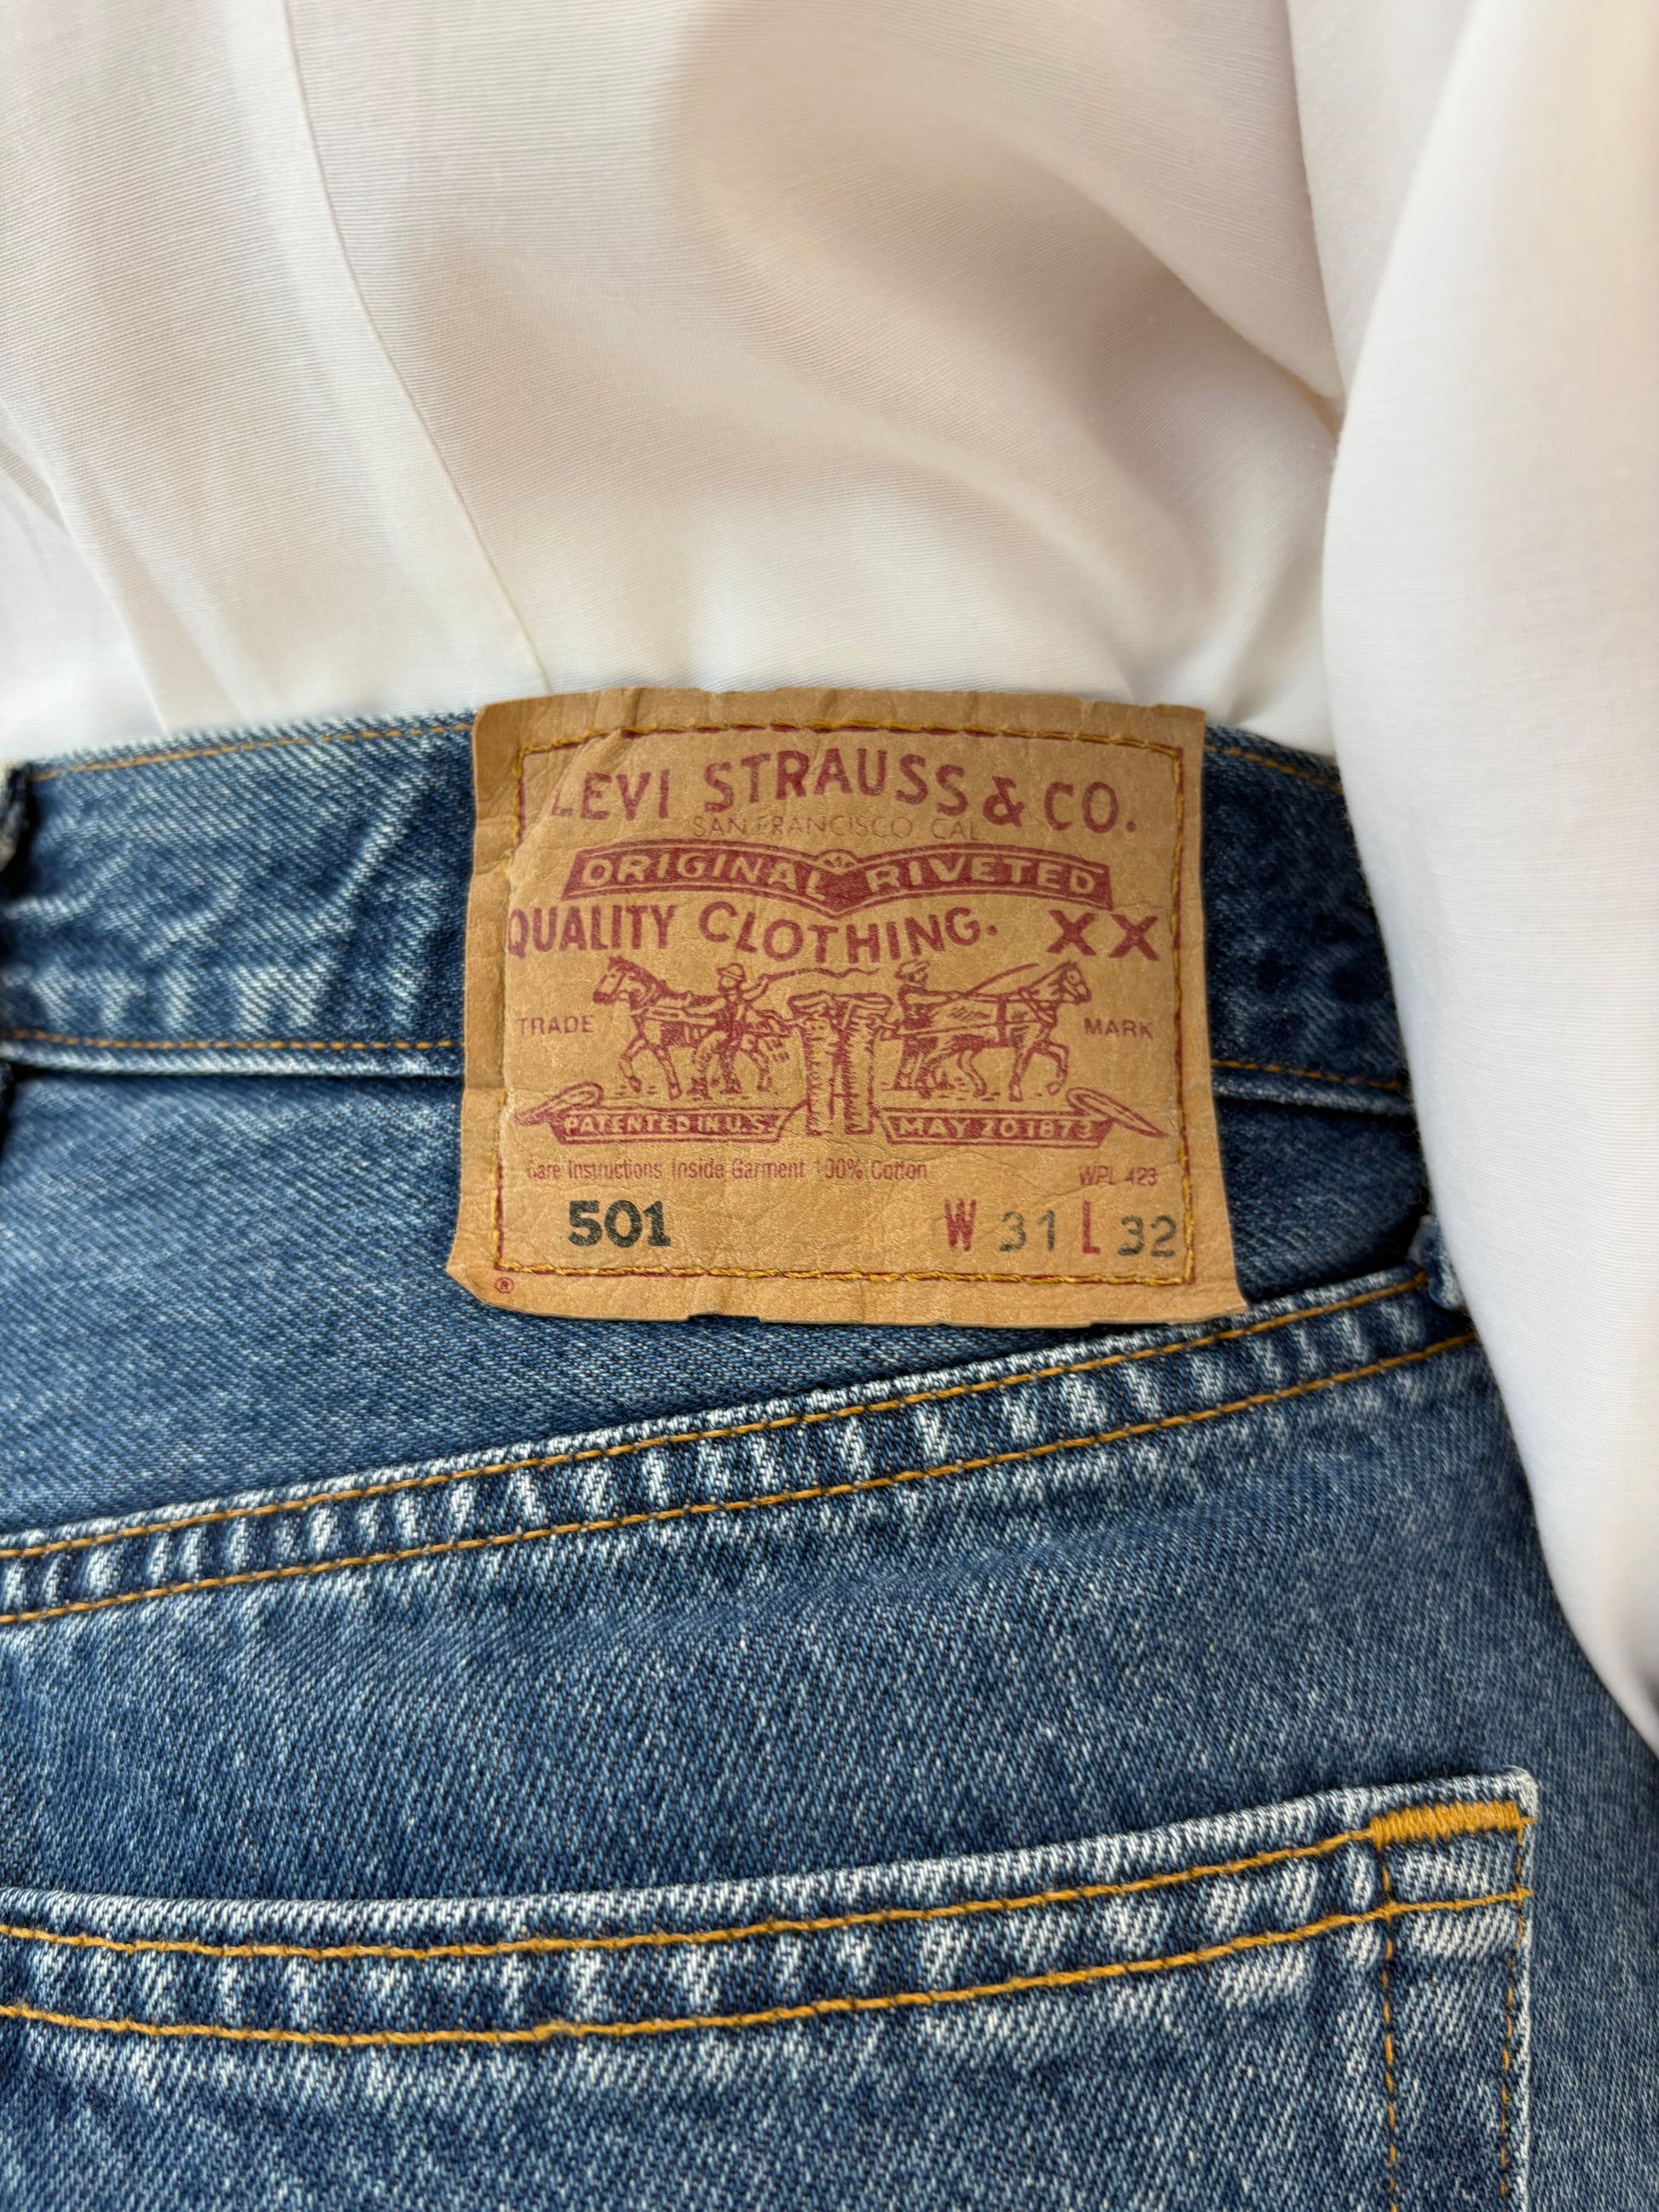 LEVI STRAUSS & CO.
SAN FRANCISCO CAL
ORIGINAL RIVETED
QUALITY CLOTHING. XX
TRADE MARK
PATENTED IN U.S. MAY 20 1873
Care Instructions Inside Garment 100% Cotton WPL 423
501 W 31 L 32
®